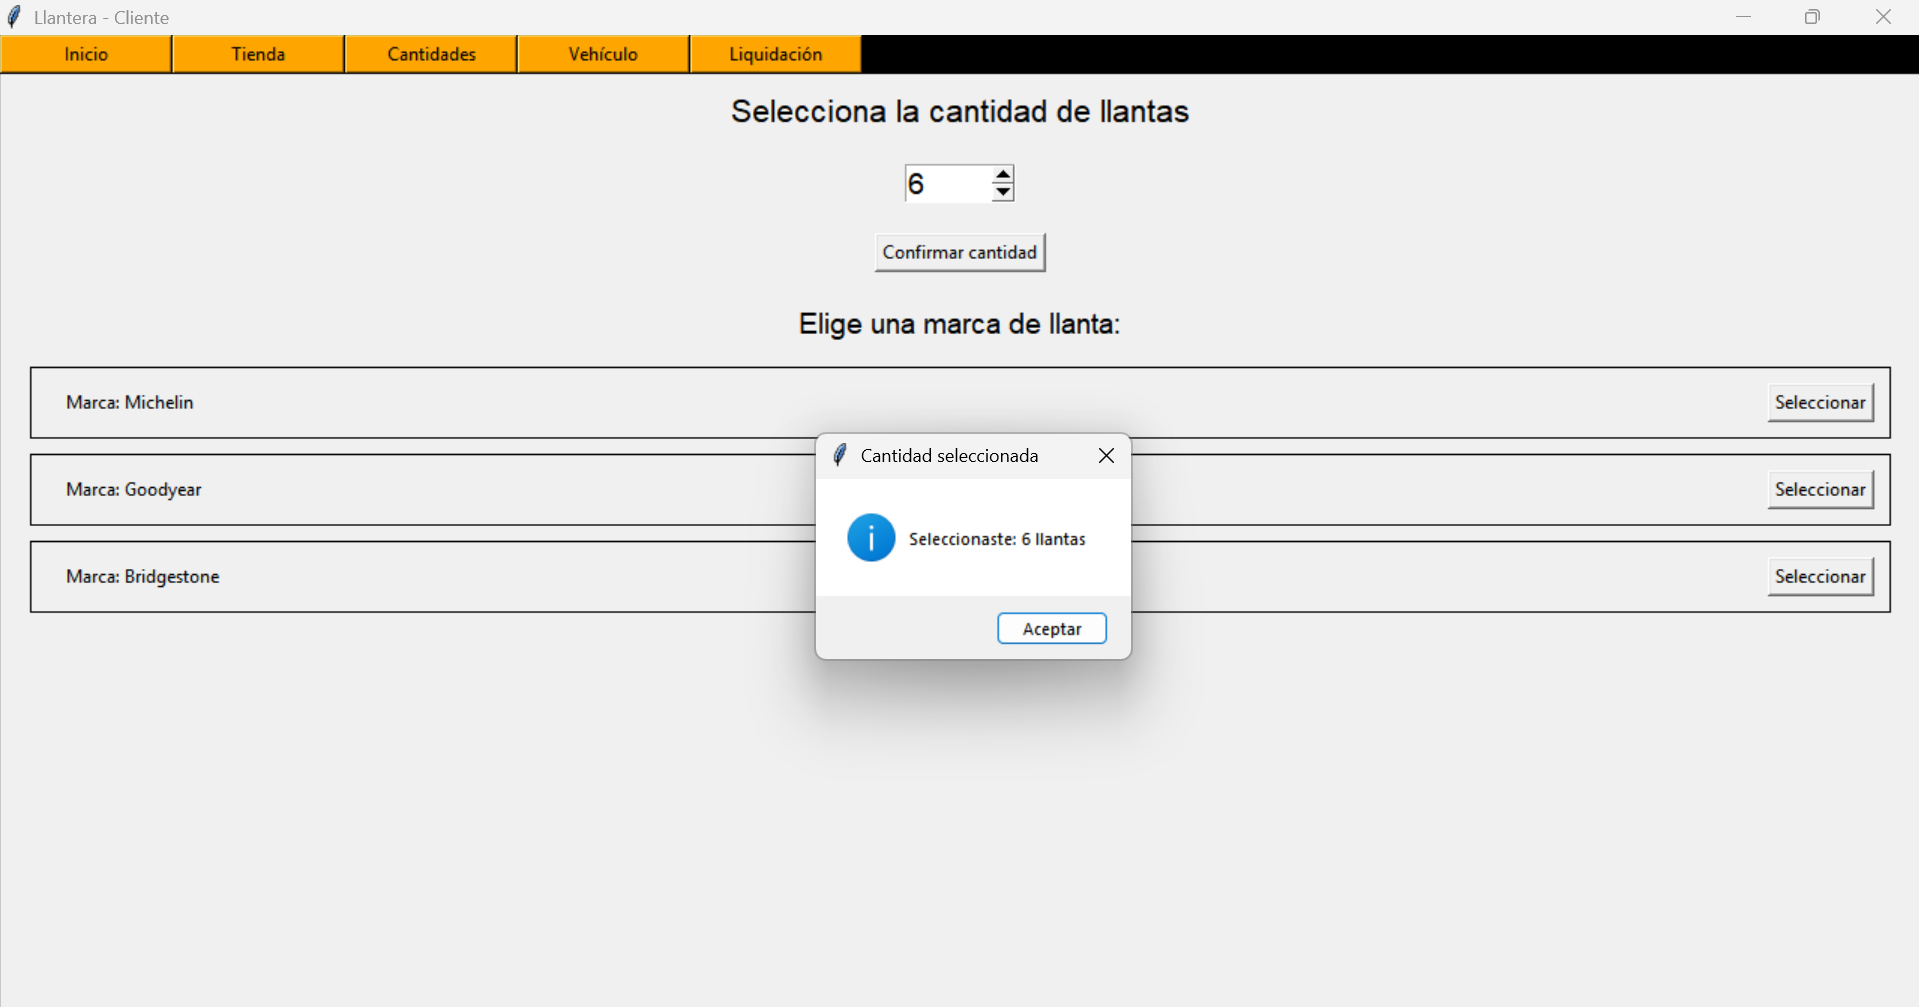 Llantera - Cliente
Inicio
Tienda
Cantidades
Vehículo
Liquidación
Selecciona la cantidad de llantas
6
Confirmar cantidad
Elige una marca de llanta:
Marca: Michelin
Seleccionar
Marca: Goodyear
Seleccionar
Marca: Bridgestone
Seleccionar
Cantidad seleccionada
Seleccionaste: 6 llantas
Aceptar